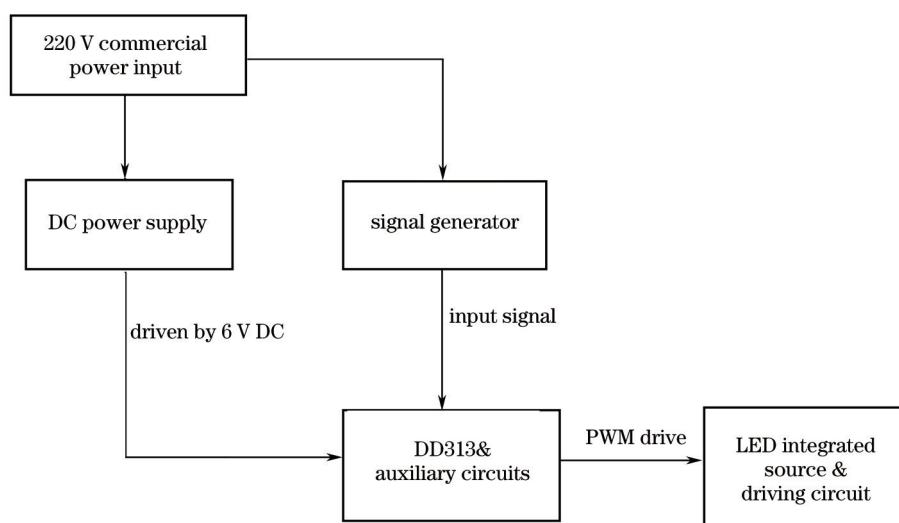 220 V commercial
power input
DC power supply
signal generator
driven by 6 V DC
input signal
DD313&
auxiliary circuits
PWM drive
LED integrated
source &
driving circuit